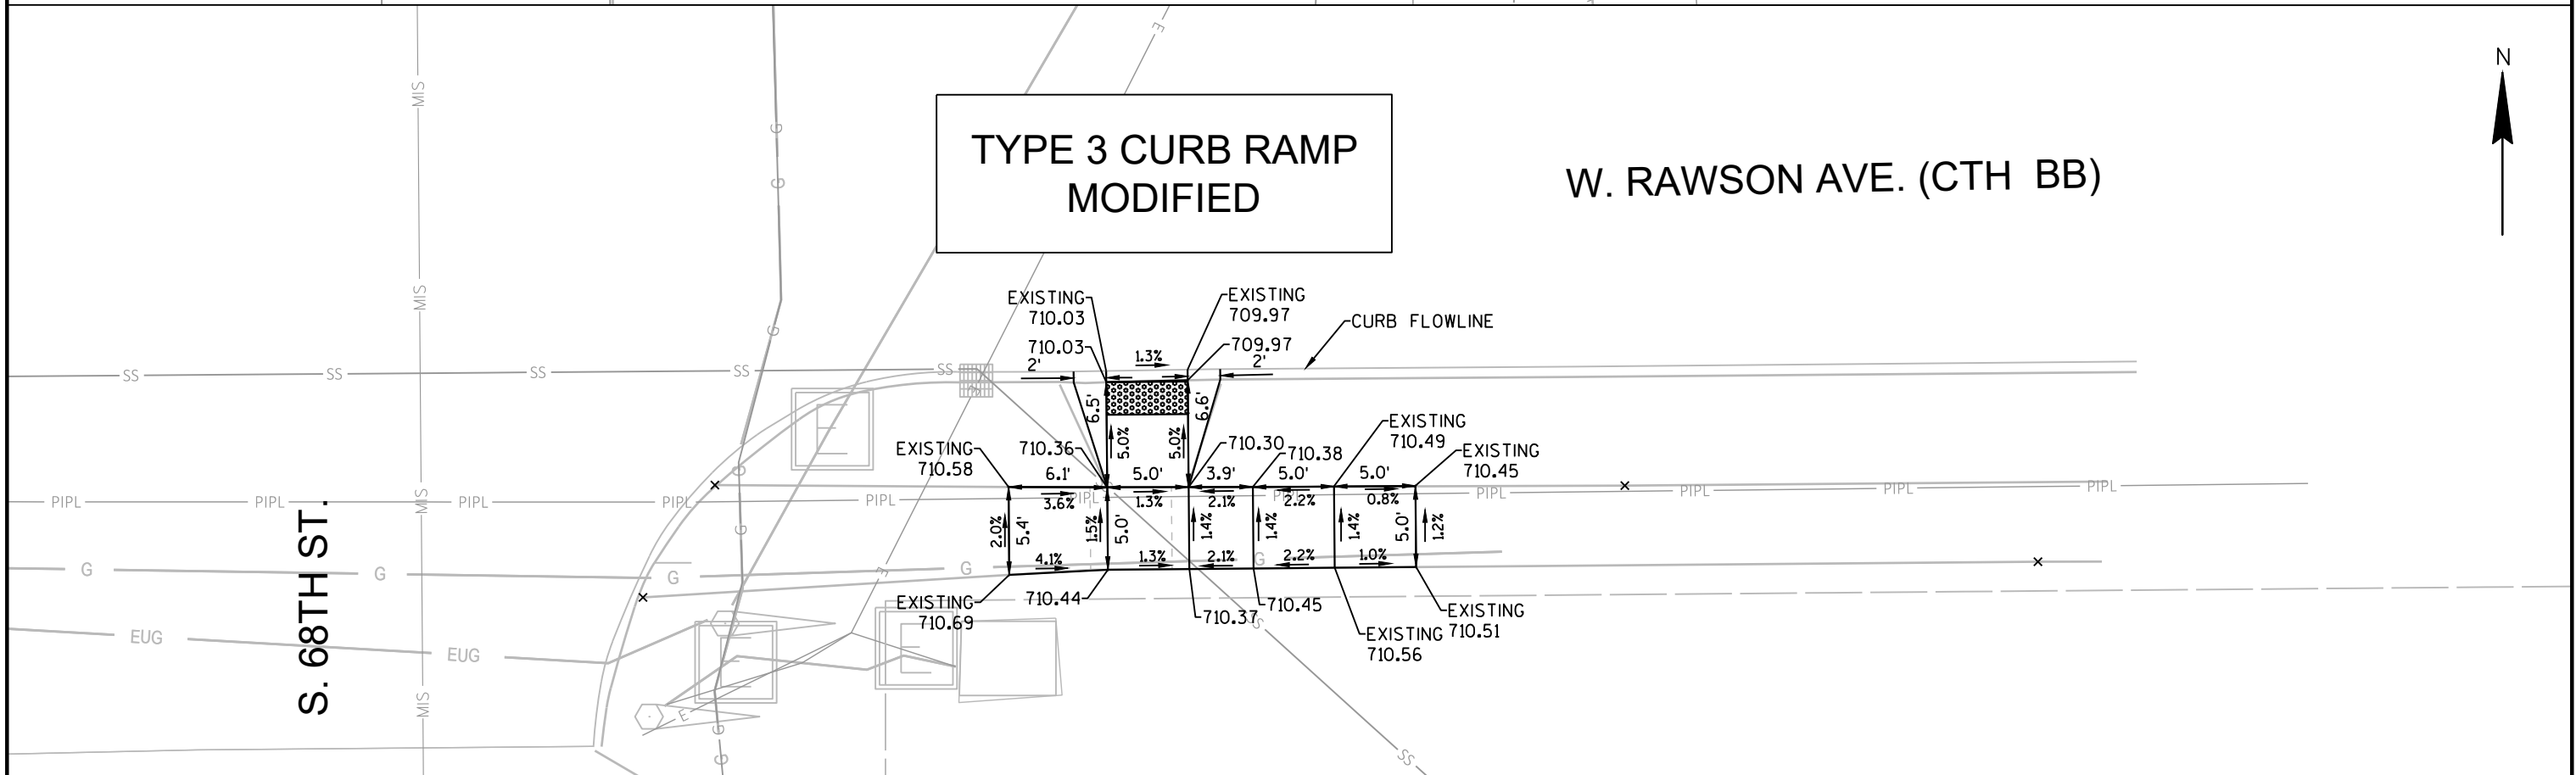 N
E
MIS
G
TYPE 3 CURB RAMP
MODIFIED
W. RAWSON AVE. (CTH BB)
G
MIS
EXISTING
710.03
EXISTING
709.97
CURB FLOWLINE
G
710.03
1.3%
709.97
2'
2'
SS
SS
SS
SS
SS
6.5'
6.6'
5.0%
5.0%
EXISTING
710.58
710.36
710.30
710.38
EXISTING
710.49
EXISTING
710.45
6.1'
5.0'
3.9'
5.0'
5.0'
G
PIPL
PIPL
PIPL
MIS
PIPL
PIPL
PIPL
PIPL
PIPL
PIPL
PIPL
PIPL
3.6%
1.3%
2.1%
2.2%
0.8%
2.0%
5.4'
1.5%
5.0'
1.4%
1.4%
1.4%
5.0'
1.2%
G
S. 68TH ST.
4.1%
1.3%
2.1%
2.2%
1.0%
G
G
G
G
G
E
EXISTING
710.69
710.44
710.37
710.45
EXISTING
710.56
EXISTING
710.51
SS
EUG
EUG
MIS
E
G
G
SS